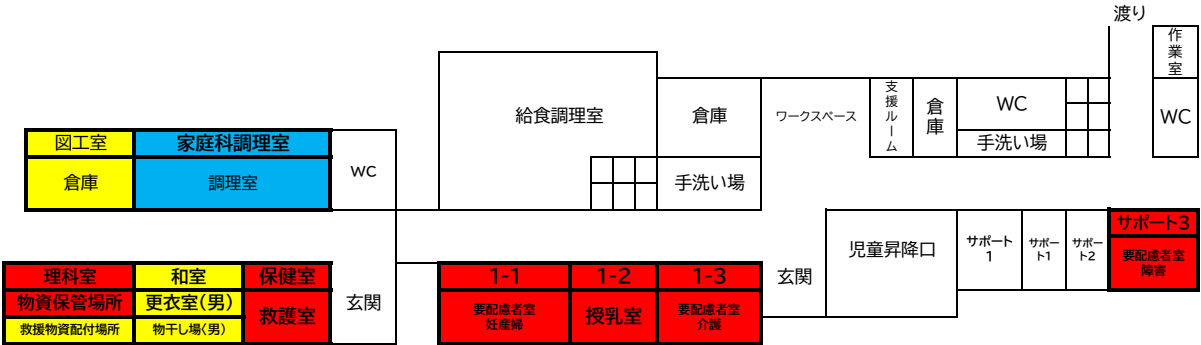 渡り
作業室
給食調理室
倉庫
ワークスペース
支援ルーム
倉庫
WC
手洗い場
WC
図工室
家庭科調理室
倉庫
調理室
WC
手洗い場
児童昇降口
サポート
1
サポー
ト1
サポー
ト2
サポート3
要配慮者室
障害
理科室
和室
保健室
物資保管場所
更衣室(男)
救護室
救援物資配付場所
物干し場(男)
玄関
1-1
1-2
1-3
要配慮者室
妊産婦
授乳室
要配慮者室
介護
玄関